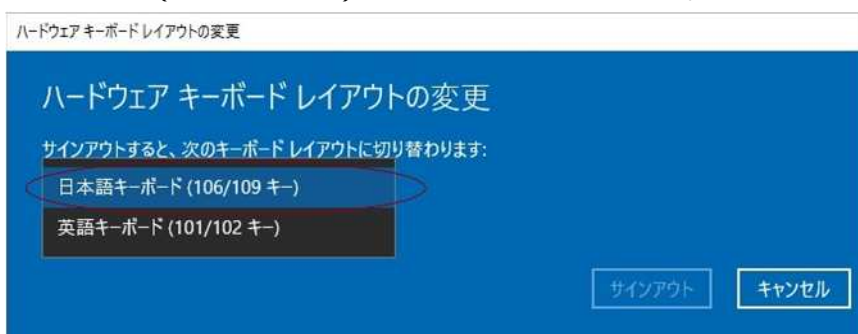 ハードウェア キーボード レイアウトの変更
ハードウェア キーボード レイアウトの変更
サインアウトすると、次のキーボード レイアウトに切り替わります:
日本語キーボード (106/109 キー)
英語キーボード (101/102 キー)
サインアウト キャンセル